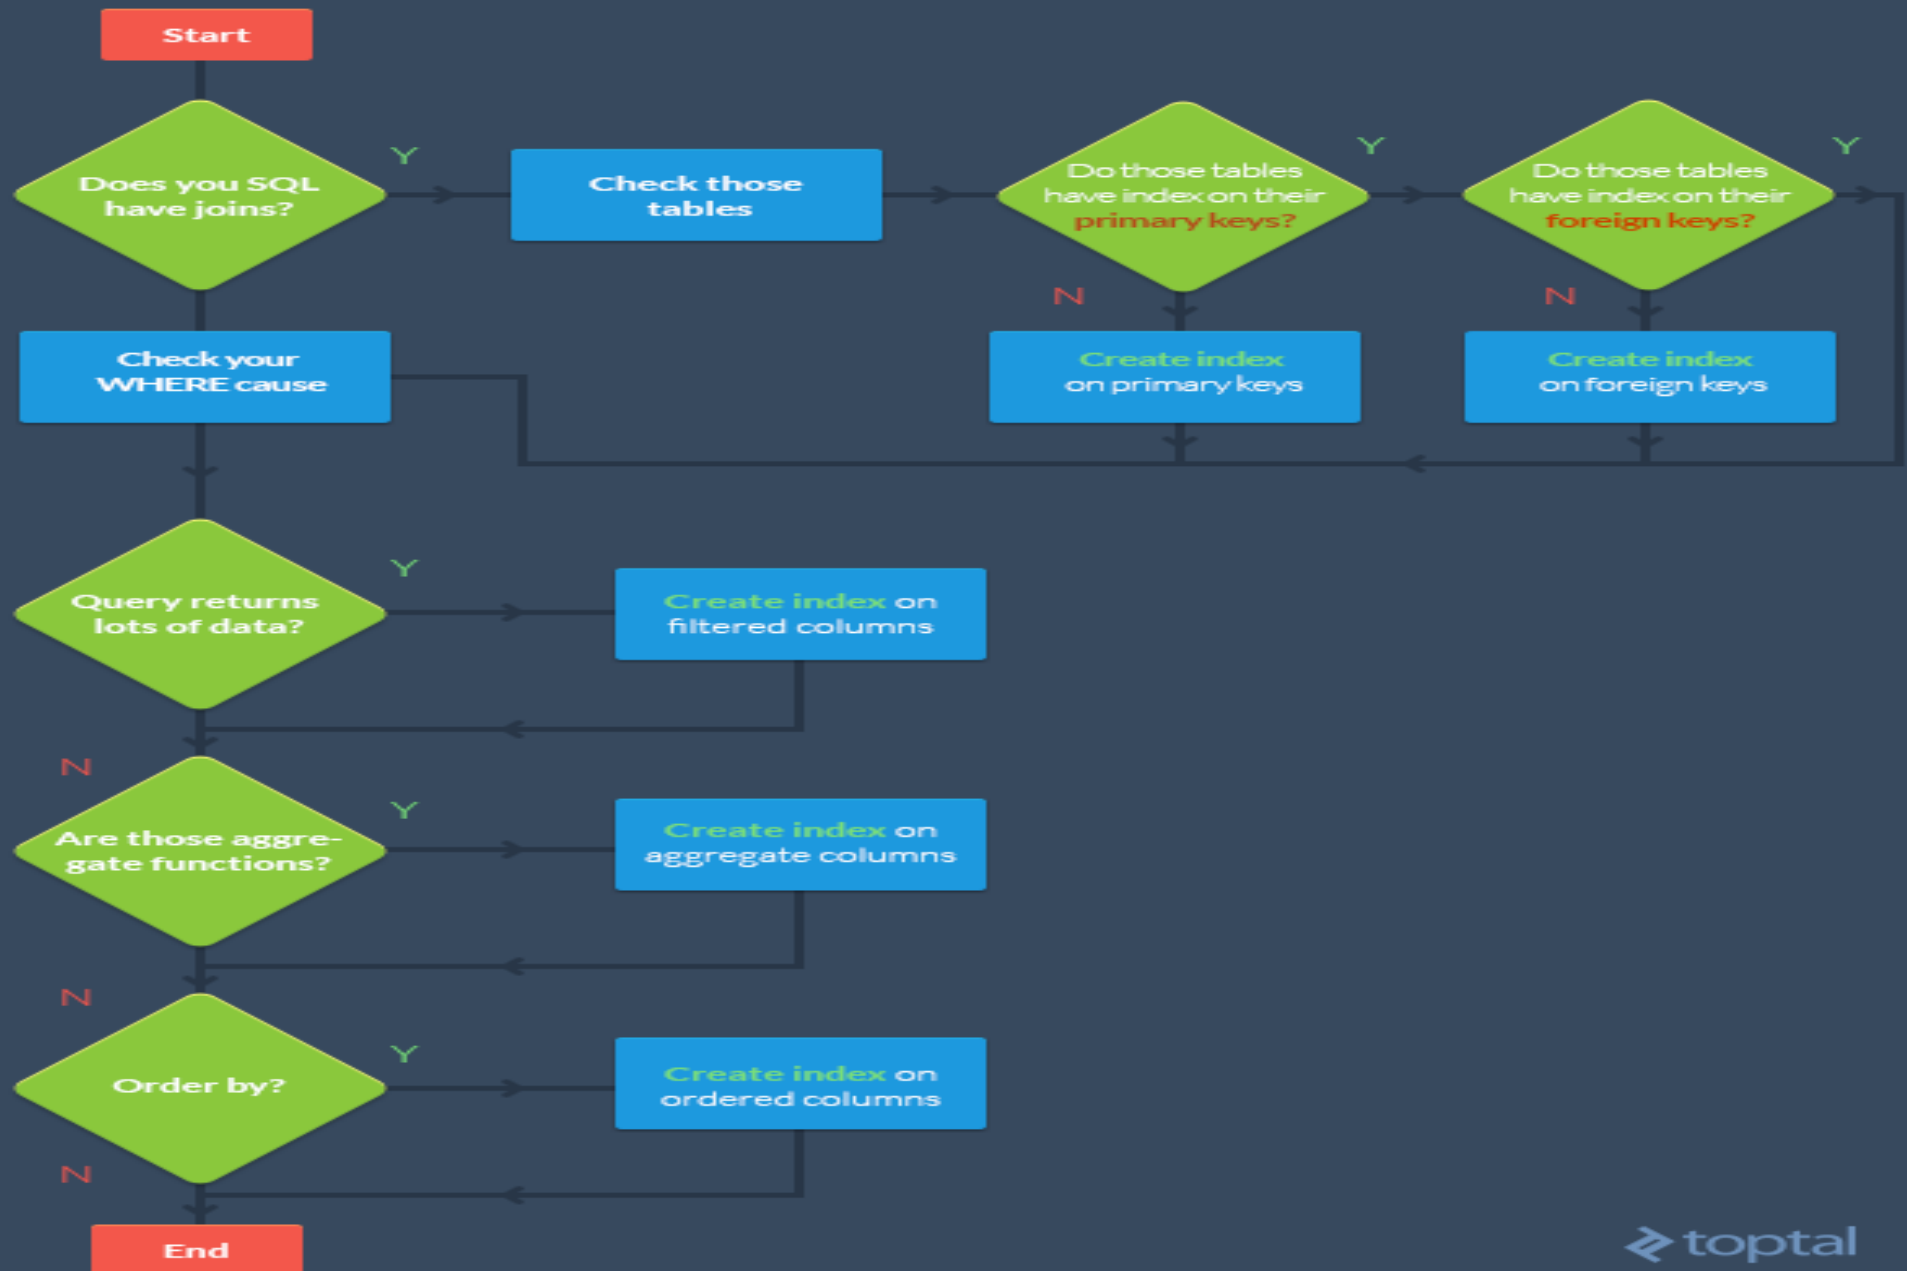 Start
Does you SQL
have joins?
Y
Check those
tables
Do those tables
have index on their
primary keys?
Y
Do those tables
have index on their
foreign keys?
Y
N
N
Check your
WHERE cause
Create index
on primary keys
Create index
on foreign keys
Query returns
lots of data?
Y
Create index on
filtered columns
N
Are those aggre-
gate functions?
Y
Create index on
aggregate columns
N
Order by?
Y
Create index on
ordered columns
N
End
toptal